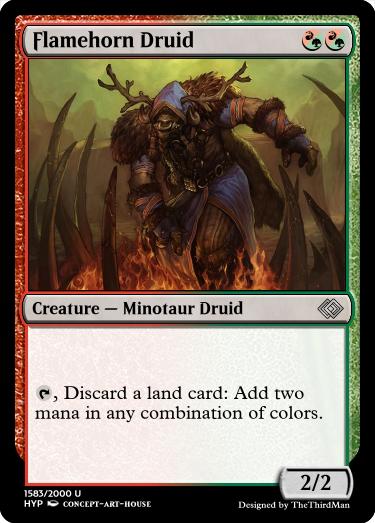 Flamehorn Druid
Creature — Minotaur Druid
, Discard a land card: Add two
mana in any combination of colors.
2/2
1583/2000 U
HYP CONCEPT-ART-HOUSE
Designed by TheThirdMan